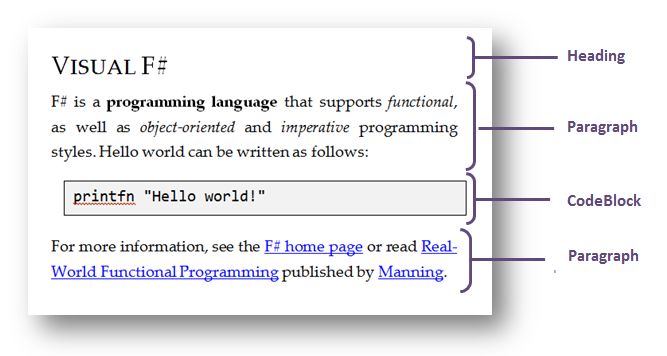 VISUAL F#
Heading
F# is a programming language that supports functional,
as well as object-oriented and imperative programming
styles. Hello world can be written as follows:
Paragraph
printfn "Hello world!"
CodeBlock
For more information, see the F# home page or read Real-
World Functional Programming published by Manning.
Paragraph